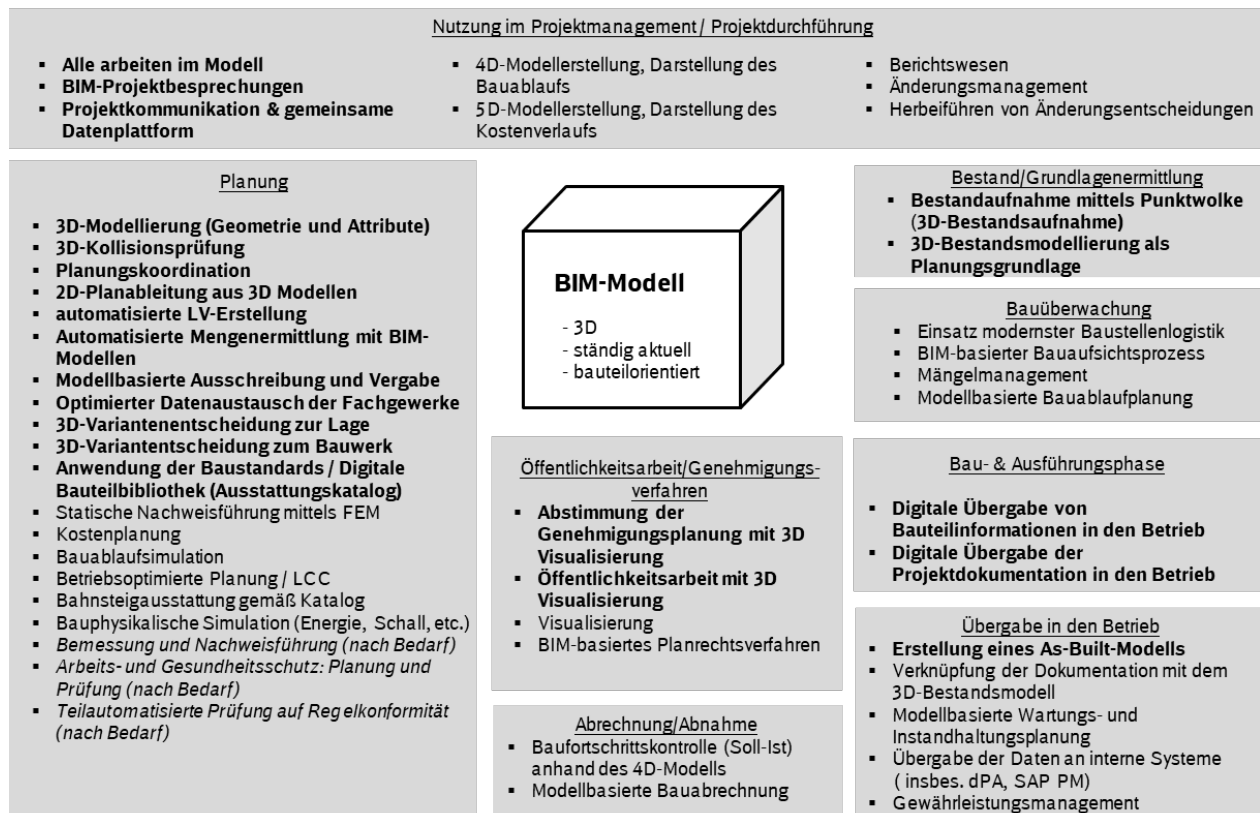 Nutzung im Projektmanagement / Projektdurchführung
▪ Alle arbeiten im Modell
▪ BIM-Projektbesprechungen
▪ Projektkommunikation & gemeinsame
Datenplattform
▪ 4D-Modellerstellung, Darstellung des
Bauablaufs
▪ 5D-Modellerstellung, Darstellung des
Kostenverlaufs
▪ Berichtswesen
▪ Änderungsmanagement
▪ Herbeiführen von Änderungsentscheidungen
Planung
▪ 3D-Modellierung (Geometrie und Attribute)
▪ 3D-Kollisionsprüfung
▪ Planungskoordination
▪ 2D-Planableitung aus 3D Modellen
▪ automatisierte LV-Erstellung
▪ Automatisierte Mengenermittlung mit BIM-
Modellen
▪ Modellbasierte Ausschreibung und Vergabe
▪ Optimierter Datenaustausch der Fachgewerke
▪ 3D-Variantenentscheidung zur Lage
▪ 3D-Variantentscheidung zum Bauwerk
▪ Anwendung der Baustandards / Digitale
Bauteilbibliothek (Ausstattungskatalog)
▪ Statische Nachweisführung mittels FEM
▪ Kostenplanung
▪ Bauablaufsimulation
▪ Betriebsoptimierte Planung / LCC
▪ Bahnsteigausstattung gemäß Katalog
▪ Bauphysikalische Simulation (Energie, Schall, etc.)
▪ Bemessung und Nachweisführung (nach Bedarf)
▪ Arbeits- und Gesundheitsschutz: Planung und
Prüfung (nach Bedarf)
▪ Teilautomatisierte Prüfung auf Regelkonformität
(nach Bedarf)
BIM-Modell
- 3D
- ständig aktuell
- bauteilorientiert
Öffentlichkeitsarbeit/Genehmigungs-
verfahren
▪ Abstimmung der
Genehmigungsplanung mit 3D
Visualisierung
▪ Öffentlichkeitsarbeit mit 3D
Visualisierung
▪ Visualisierung
▪ BIM-basiertes Planrechtsverfahren
Abrechnung/Abnahme
▪ Baufortschrittskontrolle (Soll-Ist)
anhand des 4D-Modells
▪ Modellbasierte Bauabrechnung
Bestand/Grundlagenermittlung
▪ Bestandaufnahme mittels Punktwolke
(3D-Bestandsaufnahme)
▪ 3D-Bestandsmodellierung als
Planungsgrundlage
Bauüberwachung
▪ Einsatz modernster Baustellenlogistik
▪ BIM-basierter Bauaufsichtsprozess
▪ Mängelmanagement
▪ Modellbasierte Bauablaufplanung
Bau- & Ausführungsphase
▪ Digitale Übergabe von
Bauteilinformationen in den Betrieb
▪ Digitale Übergabe der
Projektdokumentation in den Betrieb
Übergabe in den Betrieb
▪ Erstellung eines As-Built-Modells
▪ Verknüpfung der Dokumentation mit dem
3D-Bestandsmodell
▪ Modellbasierte Wartungs- und
Instandhaltungsplanung
▪ Übergabe der Daten an interne Systeme
( insbes. dPA, SAP PM)
▪ Gewährleistungsmanagement